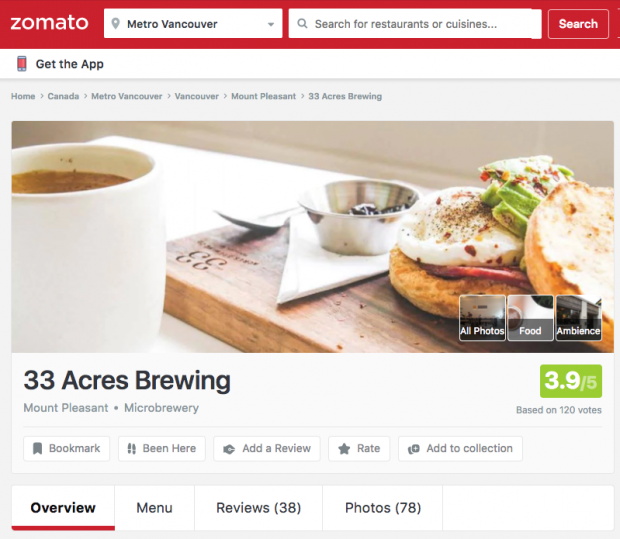 zomato
Metro Vancouver
Search for restaurants or cuisines...
Search
Get the App
Home > Canada > Metro Vancouver > Vancouver > Mount Pleasant > 33 Acres Brewing
All Photos
Food
Ambience
33 Acres Brewing
3.9/5
Mount Pleasant • Microbrewery
Based on 120 votes
Bookmark
Been Here
Add a Review
Rate
Add to collection
Overview
Menu
Reviews (38)
Photos (78)